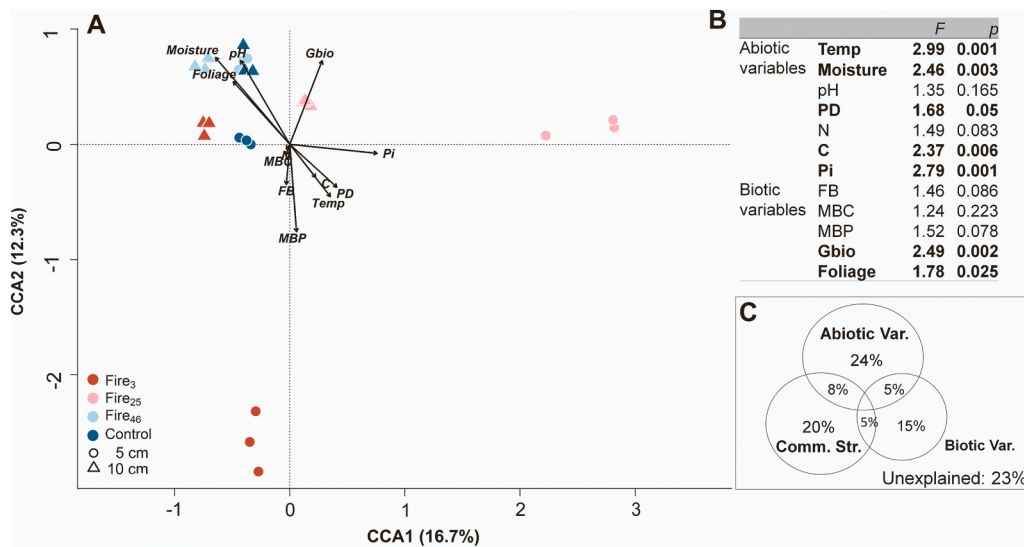 A
Moisture
pH
Gbio
Foliage
Pi
MBC
FB
C
PD
Temp
MBP
1
0
-1
-2
CCA2 (12.3%)
-1
0
1
2
3
CCA1 (16.7%)
Fire3
Fire25
Fire46
Control
5 cm
10 cm
B
F p
Abiotic Temp 2.99 0.001
variables Moisture 2.46 0.003
pH 1.35 0.165
PD 1.68 0.05
N 1.49 0.083
C 2.37 0.006
Pi 2.79 0.001
Biotic FB 1.46 0.086
variables MBC 1.24 0.223
MBP 1.52 0.078
Gbio 2.49 0.002
Foliage 1.78 0.025
C
Abiotic Var.
24%
8% 5%
20% 5% 15%
Comm. Str. Biotic Var.
Unexplained: 23%